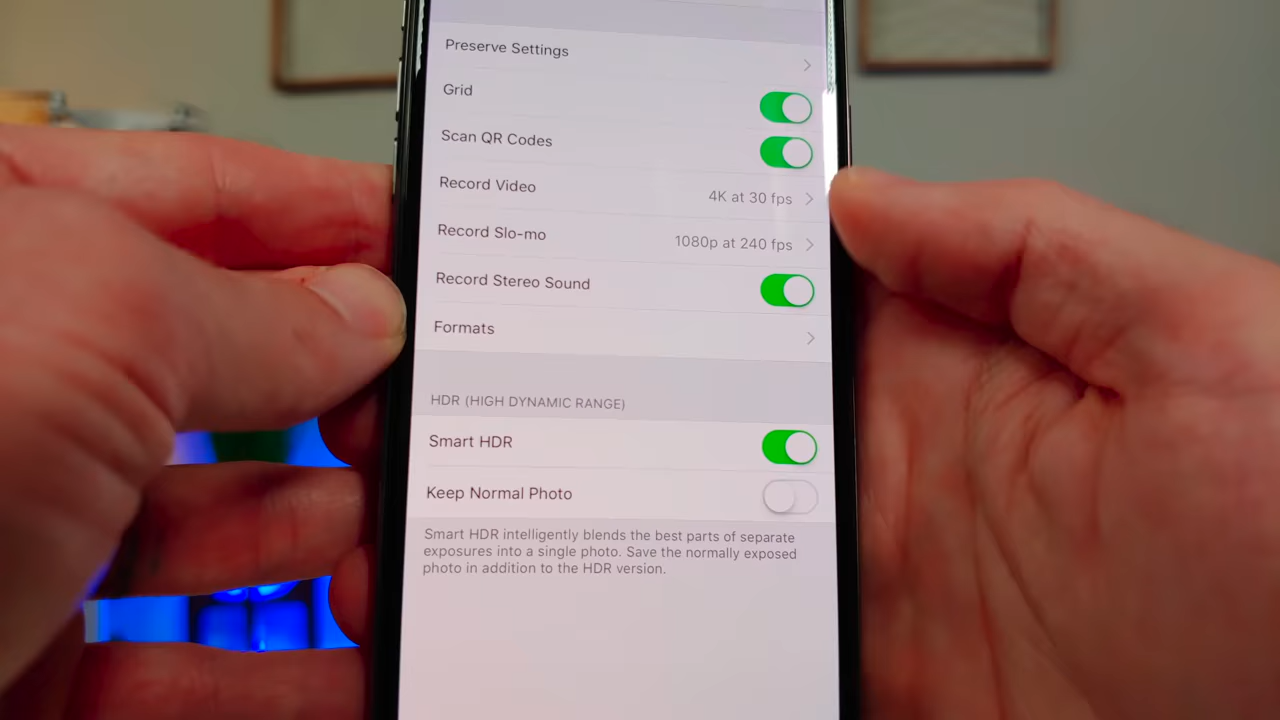 Preserve Settings
Grid
Scan QR Codes
Record Video 4K at 30 fps
Record Slo-mo 1080p at 240 fps
Record Stereo Sound
Formats
HDR (HIGH DYNAMIC RANGE)
Smart HDR
Keep Normal Photo
Smart HDR intelligently blends the best parts of separate
exposures into a single photo. Save the normally exposed
photo in addition to the HDR version.